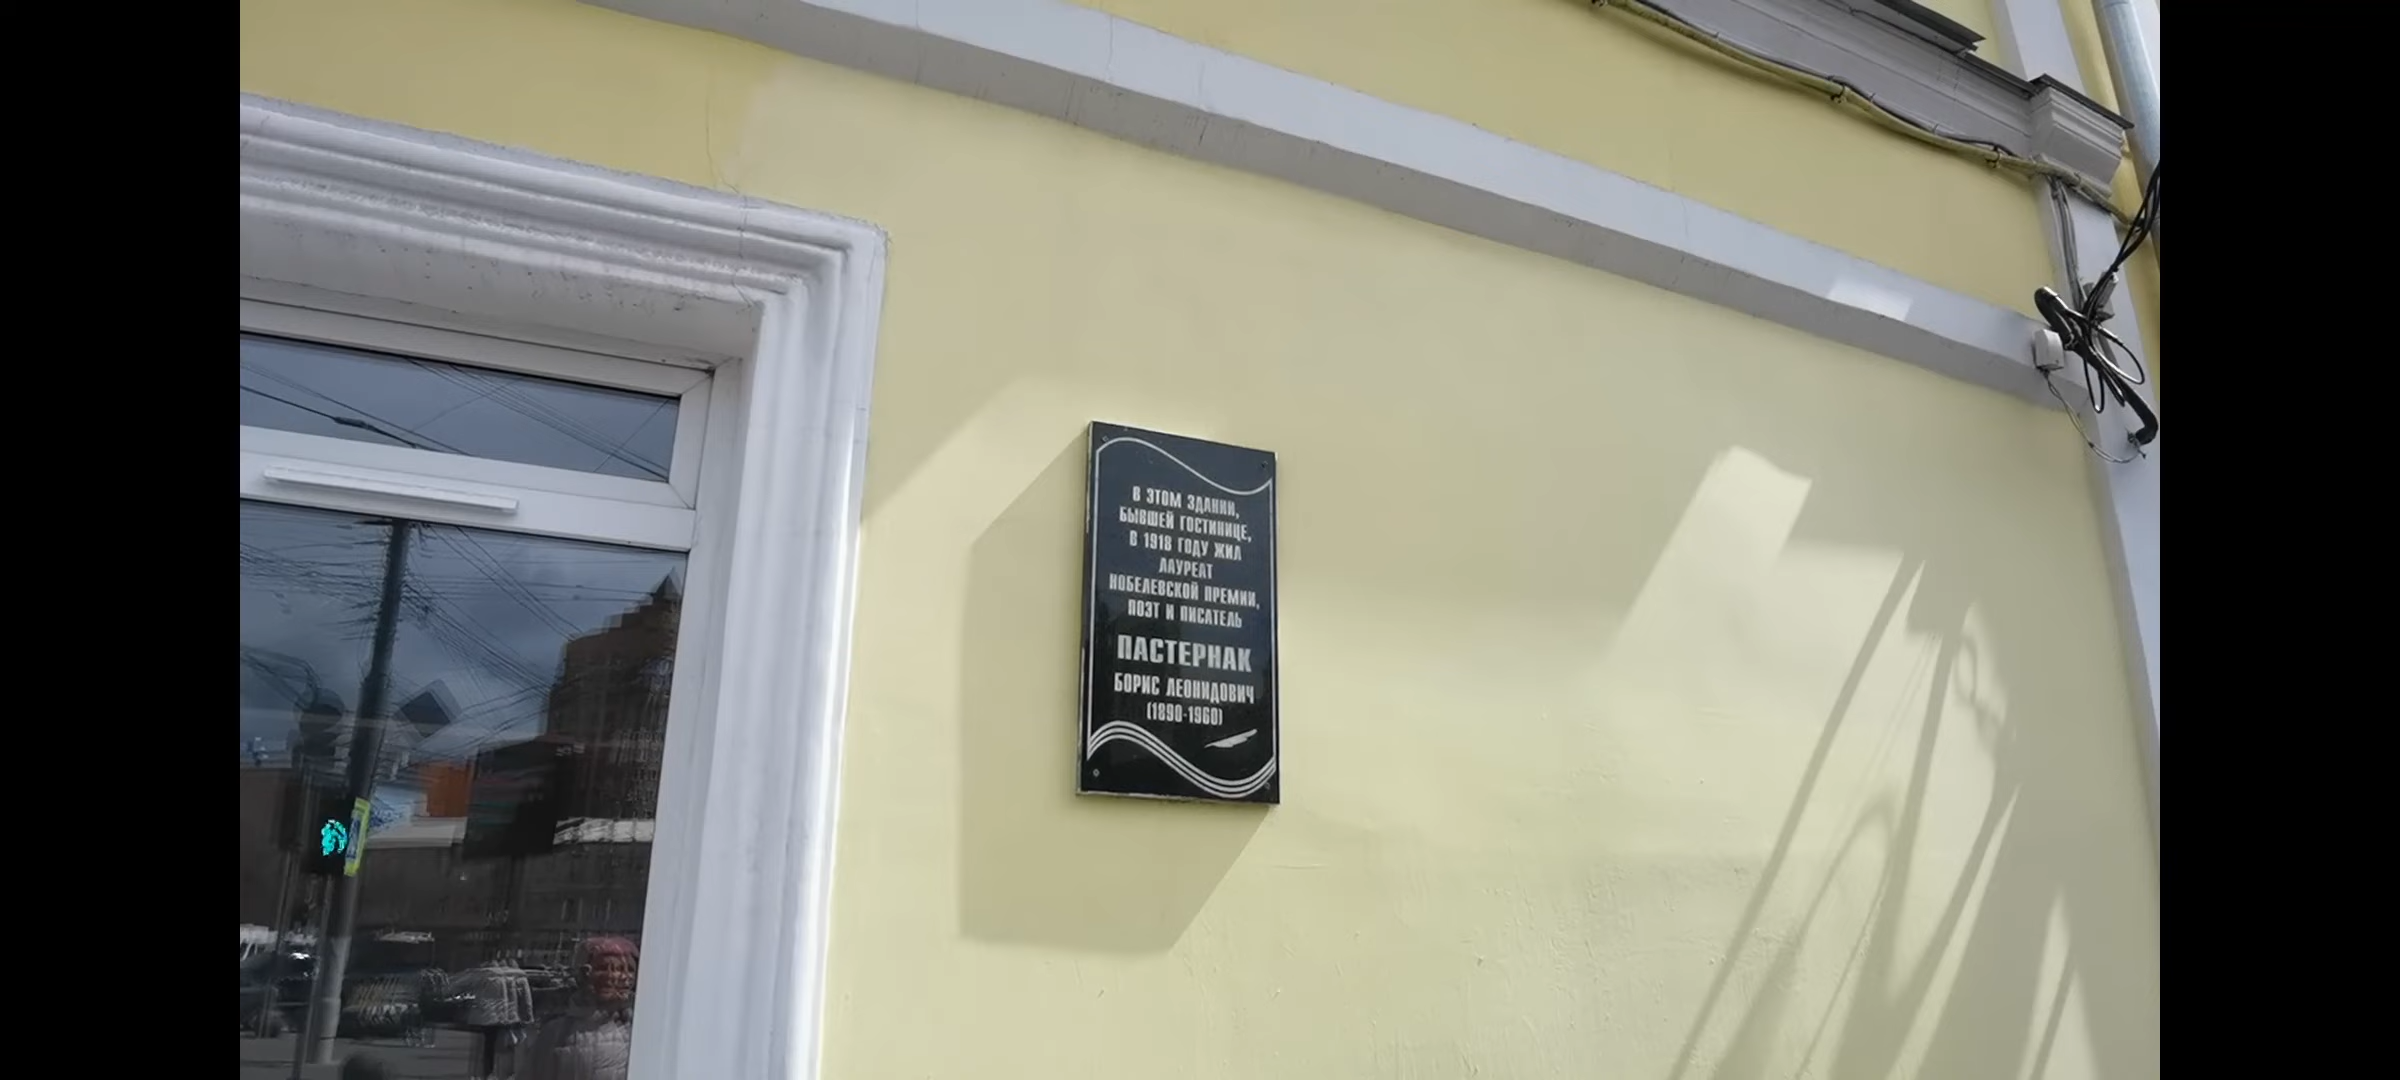 В ЭТОМ ЗДАНИИ,
БЫВШЕЙ ГОСТИНИЦЕ,
В 1918 ГОДУ ЖИЛ
ЛАУРЕАТ
НОБЕЛЕВСКОЙ ПРЕМИИ,
ПОЭТ И ПИСАТЕЛЬ
ПАСТЕРНАК
БОРИС ЛЕОНИДОВИЧ
(1890-1960)